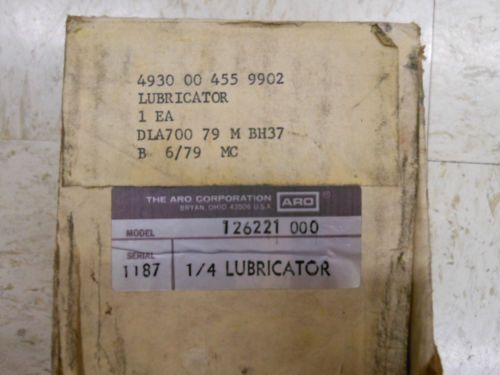 4930 00 455 9902
LUBRICATOR
1 EA
DLA700 79 M BH37
B 6/79 MC
THE ARO CORPORATION ARO
BRYAN, OHIO 43506 U.S.A.
MODEL 126221 000
SERIAL
1187 1/4 LUBRICATOR